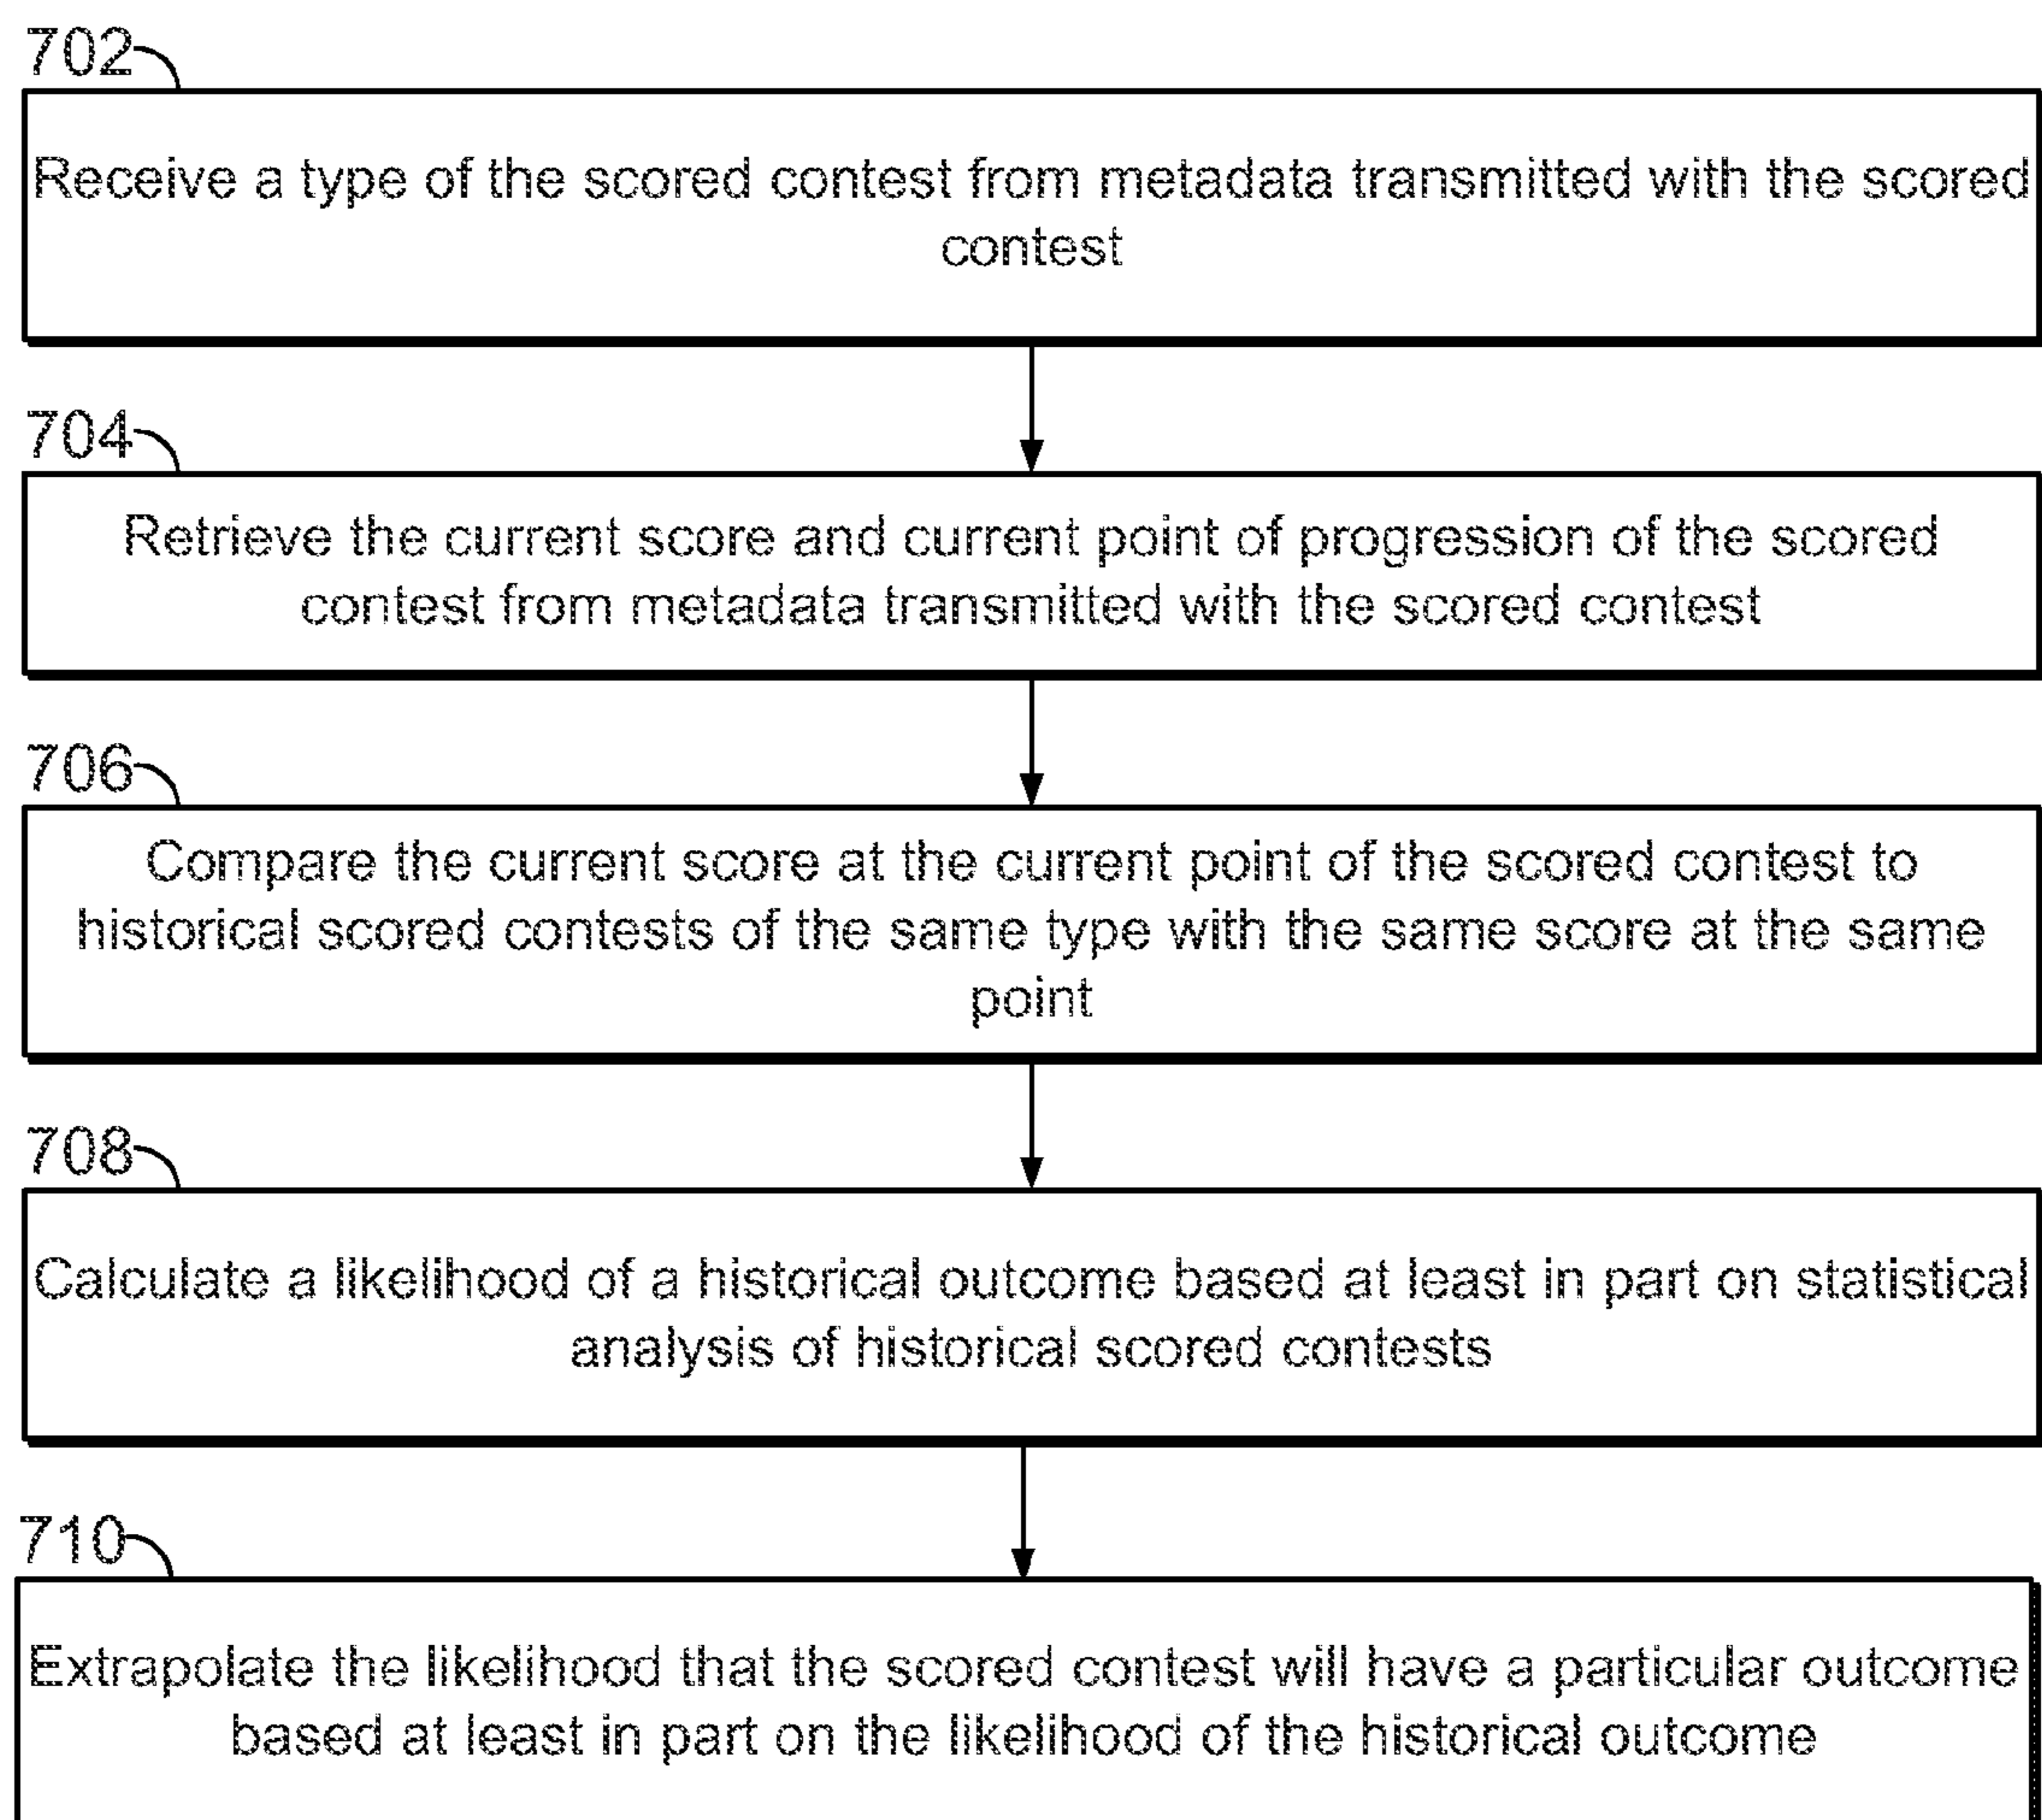 702
Receive a type of the scored contest from metadata transmitted with the scored
contest
704
Retrieve the current score and current point of progression of the scored
contest from metadata transmitted with the scored contest
706
Compare the current score at the current point of the scored contest to
historical scored contests of the same type with the same score at the same
point
708
Calculate a likelihood of a historical outcome based at least in part on statistical
analysis of historical scored contests
710
Extrapolate the likelihood that the scored contest will have a particular outcome
based at least in part on the likelihood of the historical outcome